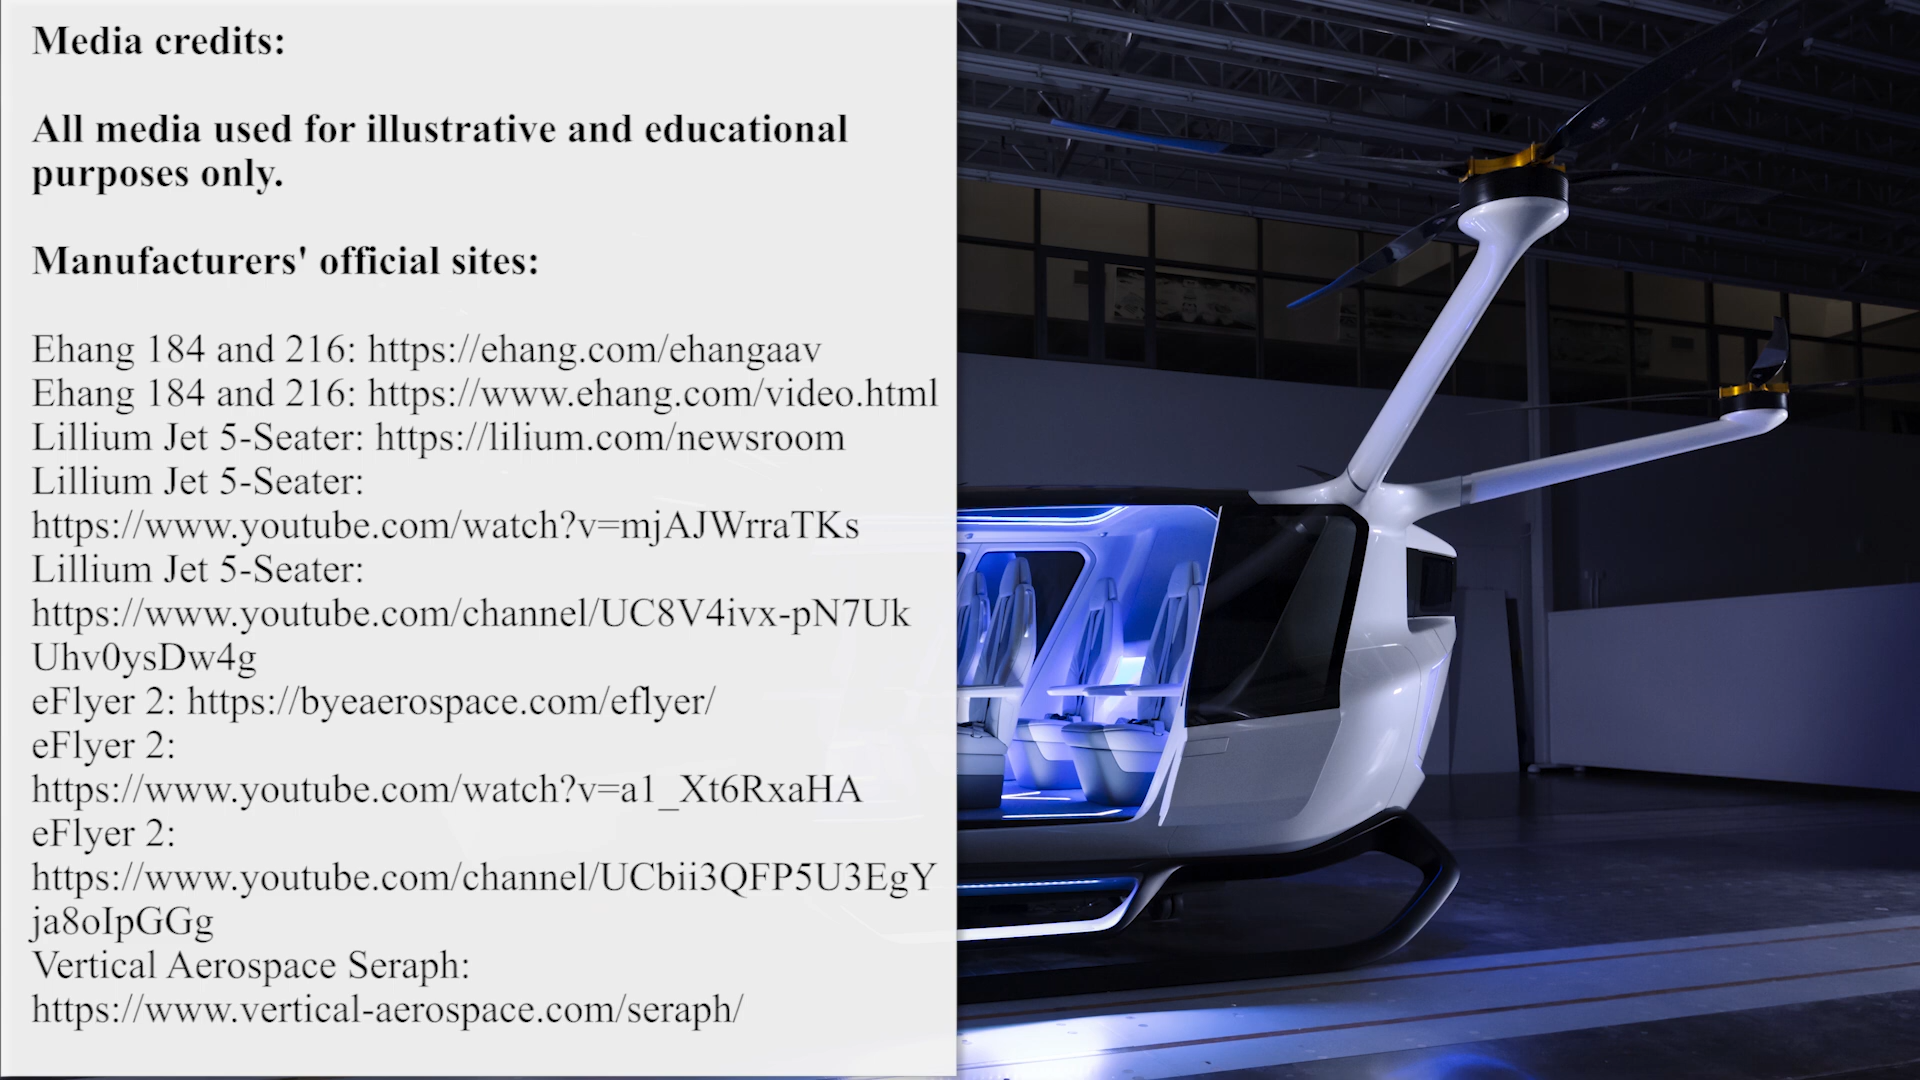 Media credits:
All media used for illustrative and educational
purposes only.
Manufacturers' official sites:
Ehang 184 and 216: https://ehang.com/ehangaav
Ehang 184 and 216: https://www.ehang.com/video.html
Lillium Jet 5-Seater: https://lilium.com/newsroom
Lillium Jet 5-Seater:
https://www.youtube.com/watch?v=mjAJWrraTKs
Lillium Jet 5-Seater:
https://www.youtube.com/channel/UC8V4ivx-pN7Uk
Uhv0ysDw4g
eFlyer 2: https://byeaerospace.com/eflyer/
eFlyer 2:
https://www.youtube.com/watch?v=a1_Xt6RxaHA
eFlyer 2:
https://www.youtube.com/channel/UCbii3QFP5U3EgY
ja8oIpGGg
Vertical Aerospace Seraph:
https://www.vertical-aerospace.com/seraph/